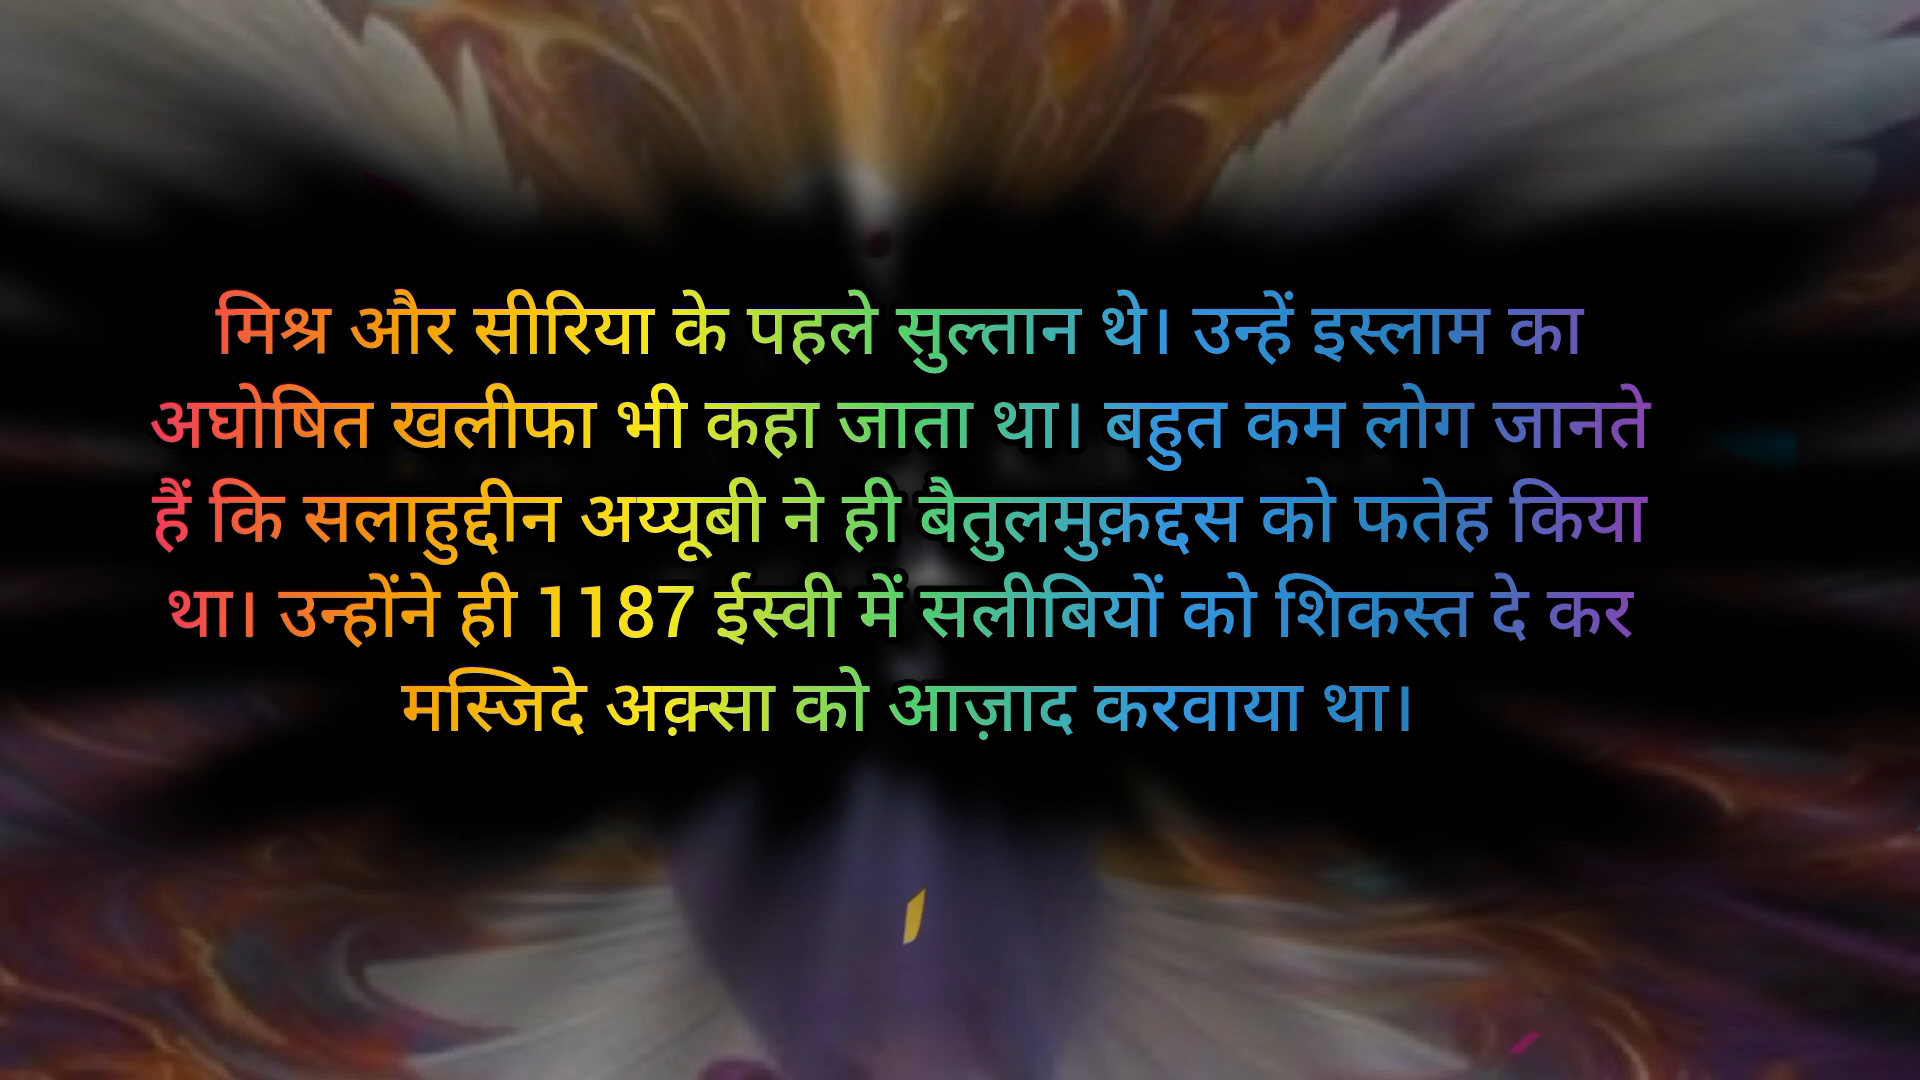 मिश्र और सीरिया के पहले सुल्तान थे। उन्हें इस्लाम का
अघोषित खलीफा भी कहा जाता था। बहुत कम लोग जानते
हैं कि सलाहुद्दीन अय्यूबी ने ही बैतुलमुक़द्दस को फतेह किया
था। उन्होंने ही 1187 ईस्वी में सलीबियों को शिकस्त दे कर
मस्जिदे अक़्सा को आज़ाद करवाया था।